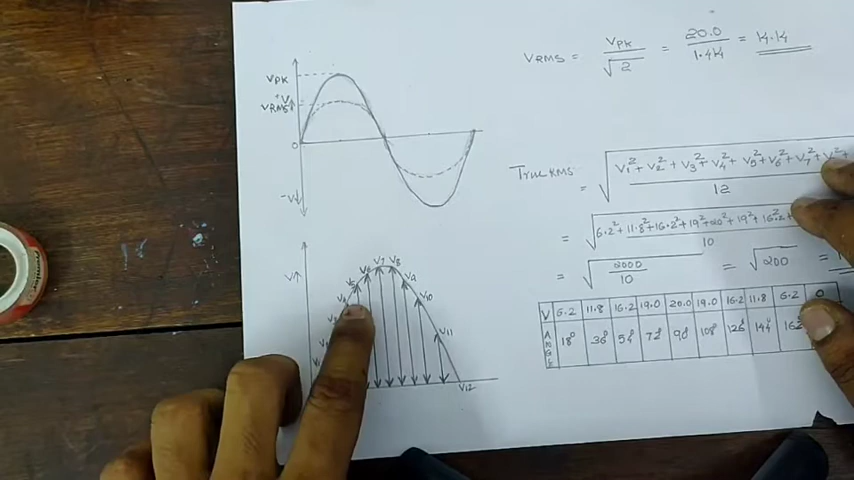 VPK
+V
VRMS
0
-V
VRMS = VPK / √2 = 20.0 / 1.414 = 14.14
TRUE RMS = √ V1² + V2² + V3² + V4² + V5² + V6² + V7² + V8²
12
= √ 6.2² + 11.8² + 16.2² + 19² + 20² + 19² + 16.2²
10
= √ 2000 / 10 = √ 200 =
V
V4 V5 V6 V7 V8 V9 V10 V11 V12
V 6.2 11.8 16.2 19.0 20.0 19.0 16.2 11.8 6.2 0
ANGLE 18° 36° 54° 72° 90° 108° 126° 144° 162°